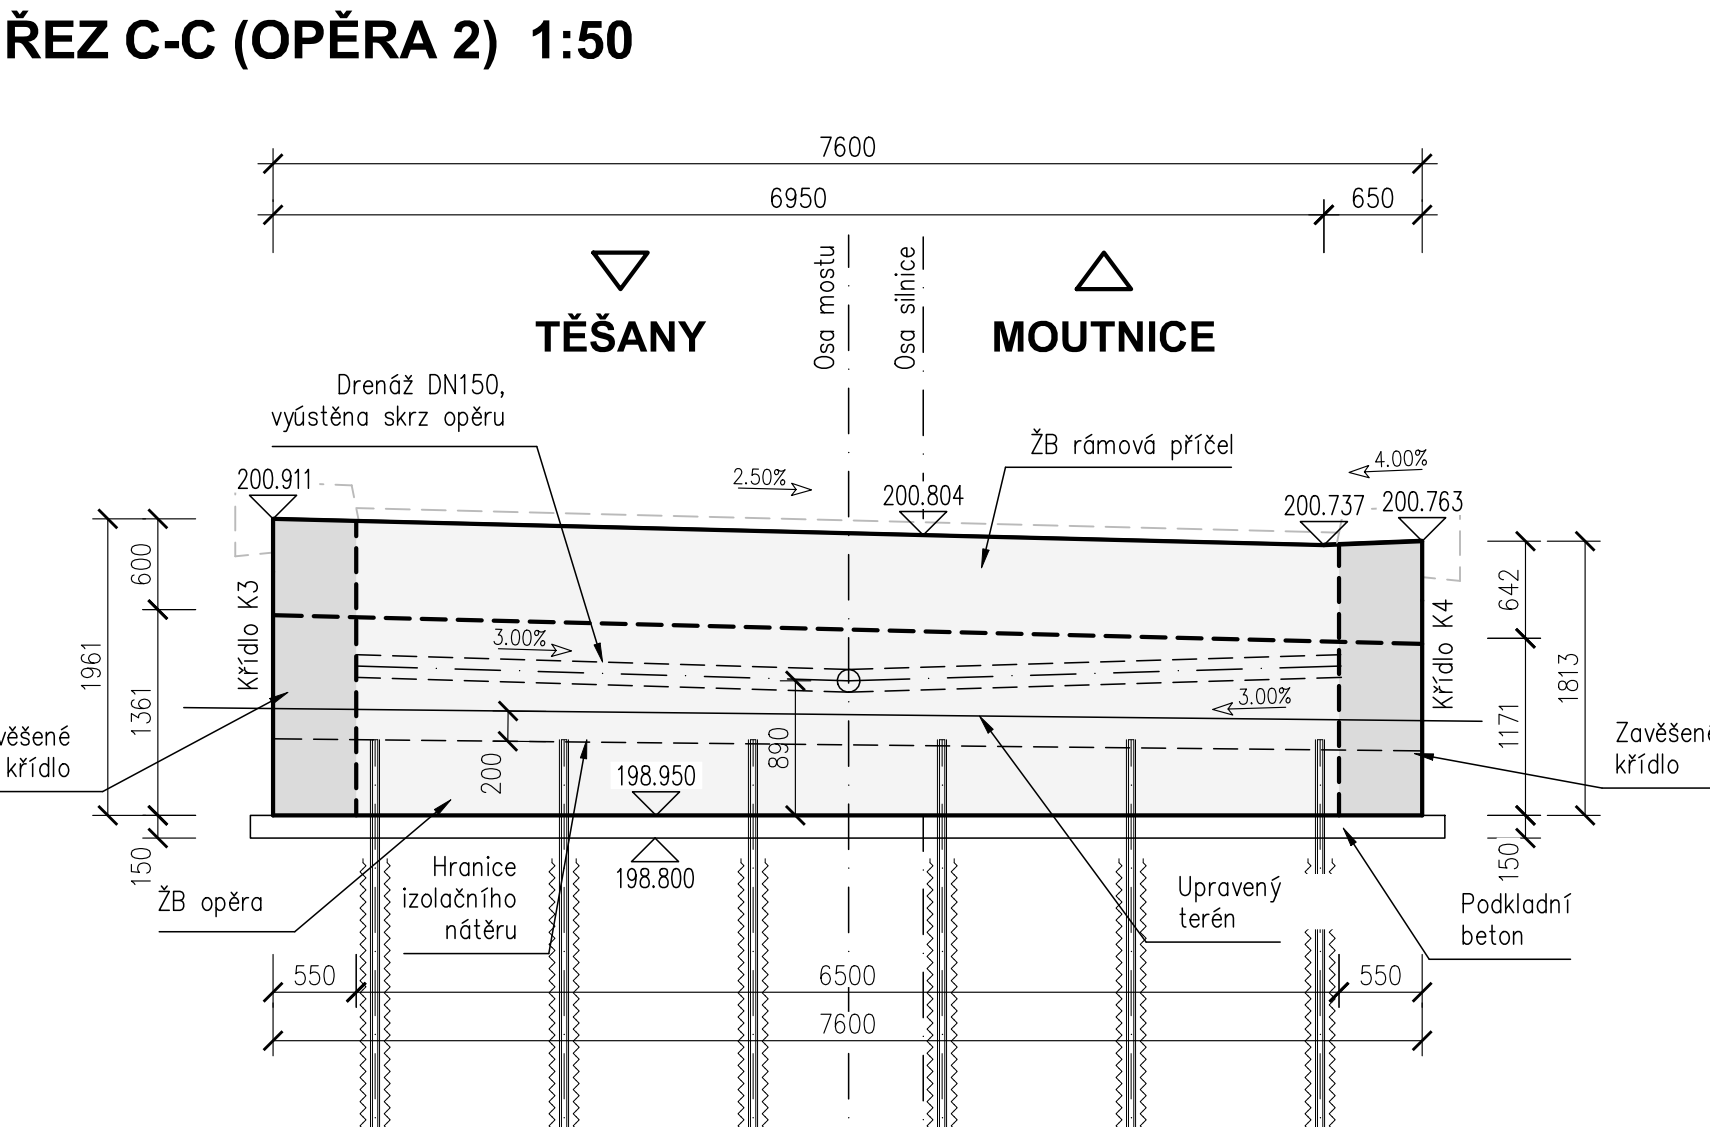 ŘEZ C-C (OPĚRA 2) 1:50
7600
6950
650
Osa mostu
Osa silnice
TĚŠANY
MOUTNICE
Drenáž DN150,
vyústěna skrz opěru
ŽB rámová příčel
2.50%
4.00%
200.911
200.804
200.737
200.763
600
1361
1961
150
Křídlo K3
3.00%
3.00%
Křídlo K4
642
1171
1813
150
křídlo
Zavěšené
křídlo
200
890
198.950
198.800
Hranice
izolačního
nátěru
ŽB opěra
Upravený
terén
Podkladní
beton
550
6500
550
7600